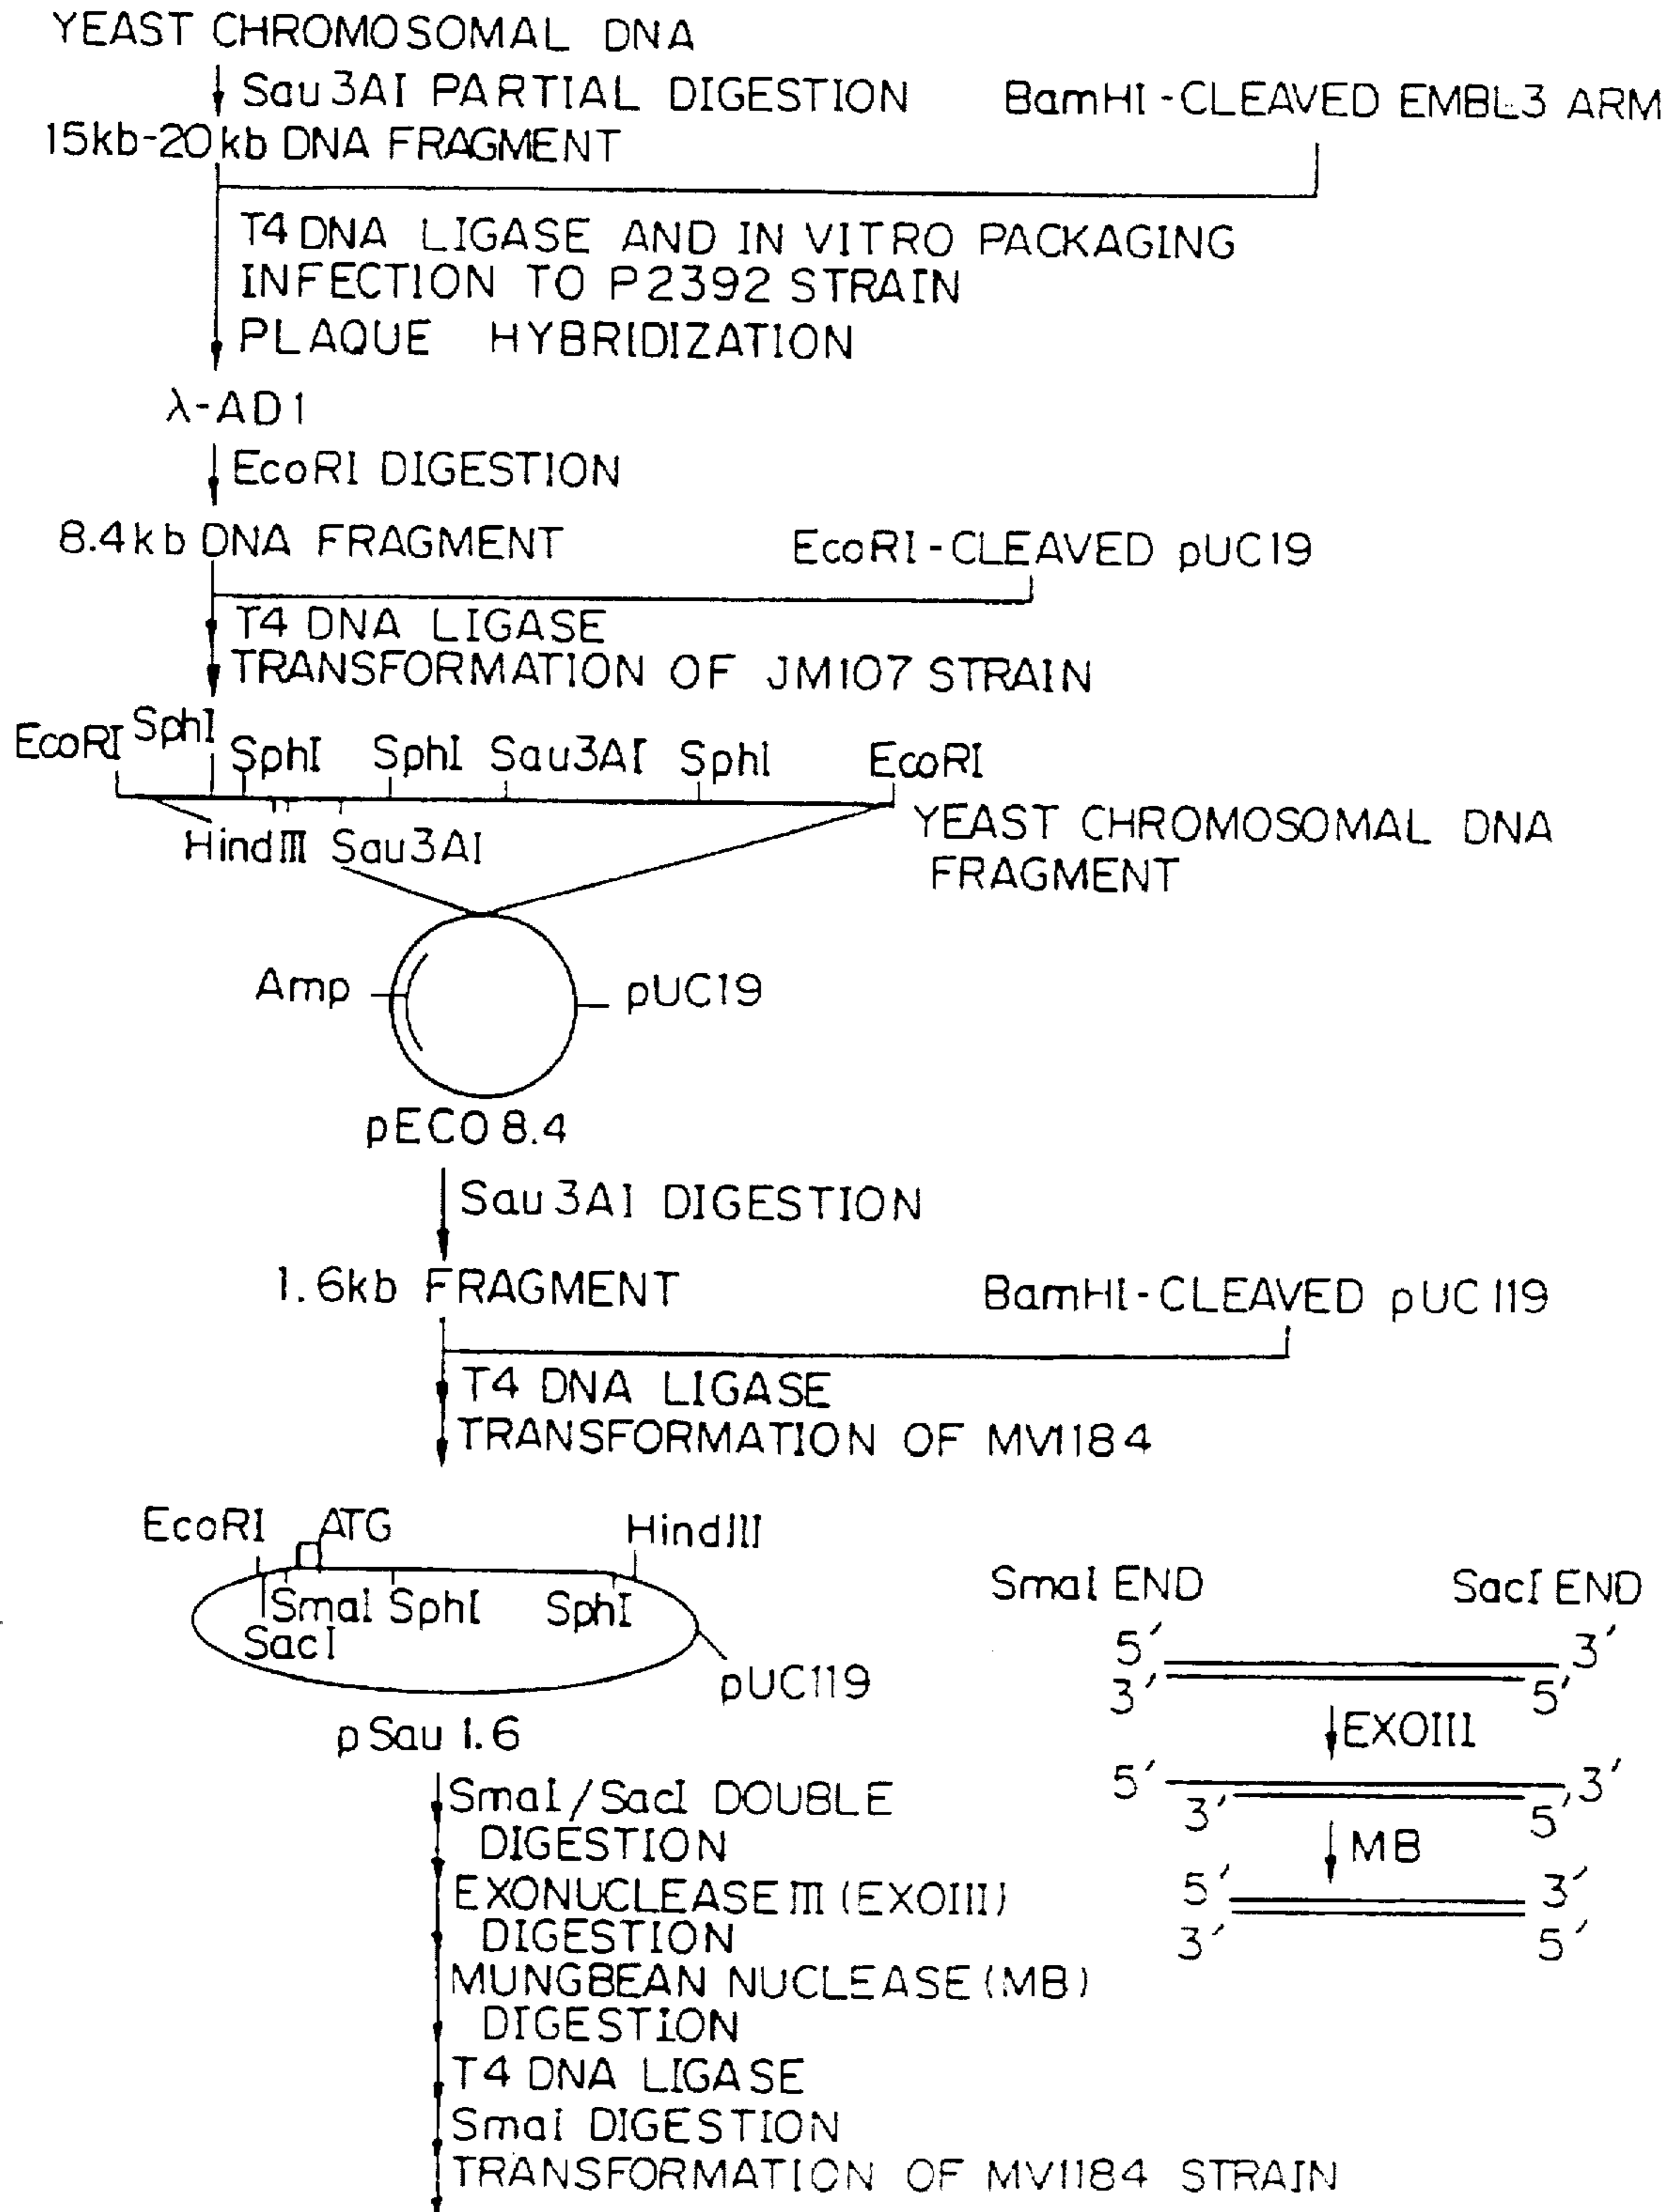 YEAST CHROMOSOMAL DNA
Sau3AI PARTIAL DIGESTION
BamHI-CLEAVED EMBL3 ARM
15kb-20kb DNA FRAGMENT
T4 DNA LIGASE AND IN VITRO PACKAGING
INFECTION TO P2392 STRAIN
PLAQUE HYBRIDIZATION
λ-AD1
EcoRI DIGESTION
8.4kb DNA FRAGMENT
EcoRI-CLEAVED pUC19
T4 DNA LIGASE
TRANSFORMATION OF JM107 STRAIN
EcoRI SphI SphI SphI Sau3AI SphI EcoRI
HindIII Sau3AI
YEAST CHROMOSOMAL DNA
FRAGMENT
Amp
pUC19
pECO 8.4
Sau3AI DIGESTION
1.6kb FRAGMENT
BamHI-CLEAVED pUC119
T4 DNA LIGASE
TRANSFORMATION OF MV1184
EcoRI ATG HindIII
SmaI SphI SphI
SacI
pUC119
pSau 1.6
SmaI END SacI END
5′ 3′
3′ 5′
EXOIII
5′ 3′
3′ 5′
MB
5′ 3′
3′ 5′
SmaI/SacI DOUBLE
DIGESTION
EXONUCLEASE III (EXOIII)
DIGESTION
MUNGBEAN NUCLEASE (MB)
DIGESTION
T4 DNA LIGASE
SmaI DIGESTION
TRANSFORMATION OF MV1184 STRAIN